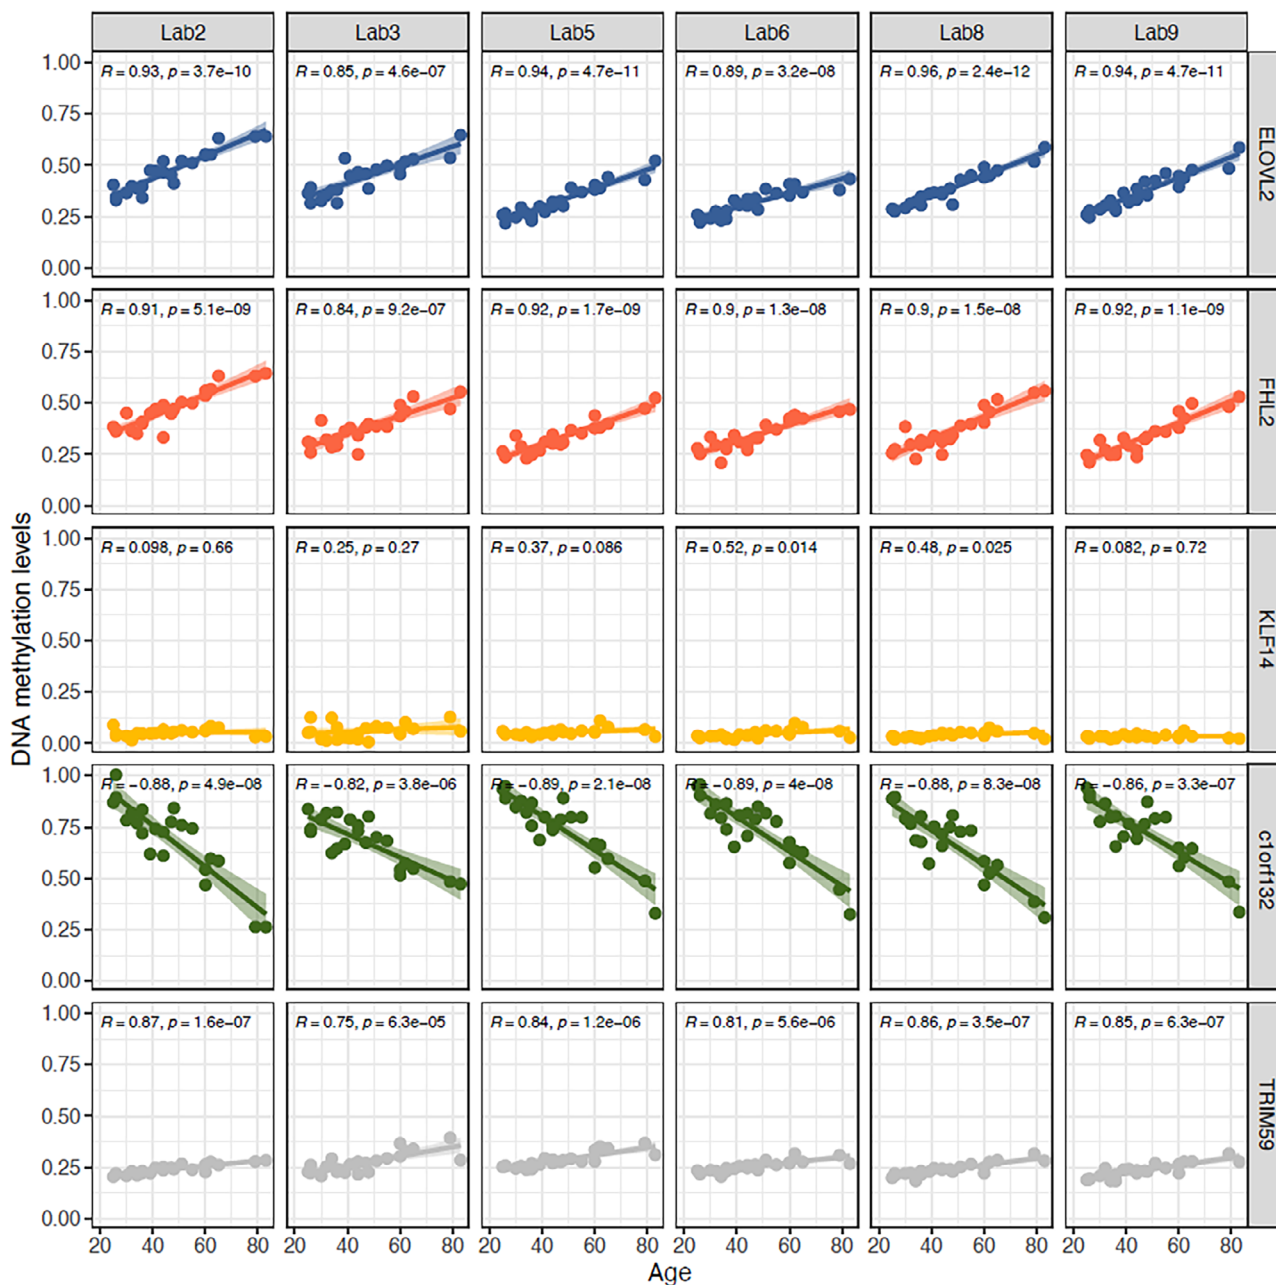 Lab2 Lab3 Lab5 Lab6 Lab8 Lab9
DNA methylation levels
1.00
0.75
0.50
0.25
0.00
R = 0.93, p = 3.7e−10
R = 0.85, p = 4.6e−07
R = 0.94, p = 4.7e−11
R = 0.89, p = 3.2e−08
R = 0.96, p = 2.4e−12
R = 0.94, p = 4.7e−11
ELOVL2
1.00
0.75
0.50
0.25
0.00
R = 0.91, p = 5.1e−09
R = 0.84, p = 9.2e−07
R = 0.92, p = 1.7e−09
R = 0.9, p = 1.3e−08
R = 0.9, p = 1.5e−08
R = 0.92, p = 1.1e−09
FHL2
1.00
0.75
0.50
0.25
0.00
R = 0.098, p = 0.66
R = 0.25, p = 0.27
R = 0.37, p = 0.086
R = 0.52, p = 0.014
R = 0.48, p = 0.025
R = 0.082, p = 0.72
KLF14
1.00
0.75
0.50
0.25
0.00
R = −0.88, p = 4.9e−08
R = −0.82, p = 3.8e−06
R = −0.89, p = 2.1e−08
R = −0.89, p = 4e−08
R = −0.88, p = 8.3e−08
R = −0.86, p = 3.3e−07
c1orf132
1.00
0.75
0.50
0.25
0.00
R = 0.87, p = 1.6e−07
R = 0.75, p = 6.3e−05
R = 0.84, p = 1.2e−06
R = 0.81, p = 5.6e−06
R = 0.86, p = 3.5e−07
R = 0.85, p = 6.3e−07
TRIM59
20 40 60 80 20 40 60 80 20 40 60 80 20 40 60 80 20 40 60 80 20 40 60 80
Age